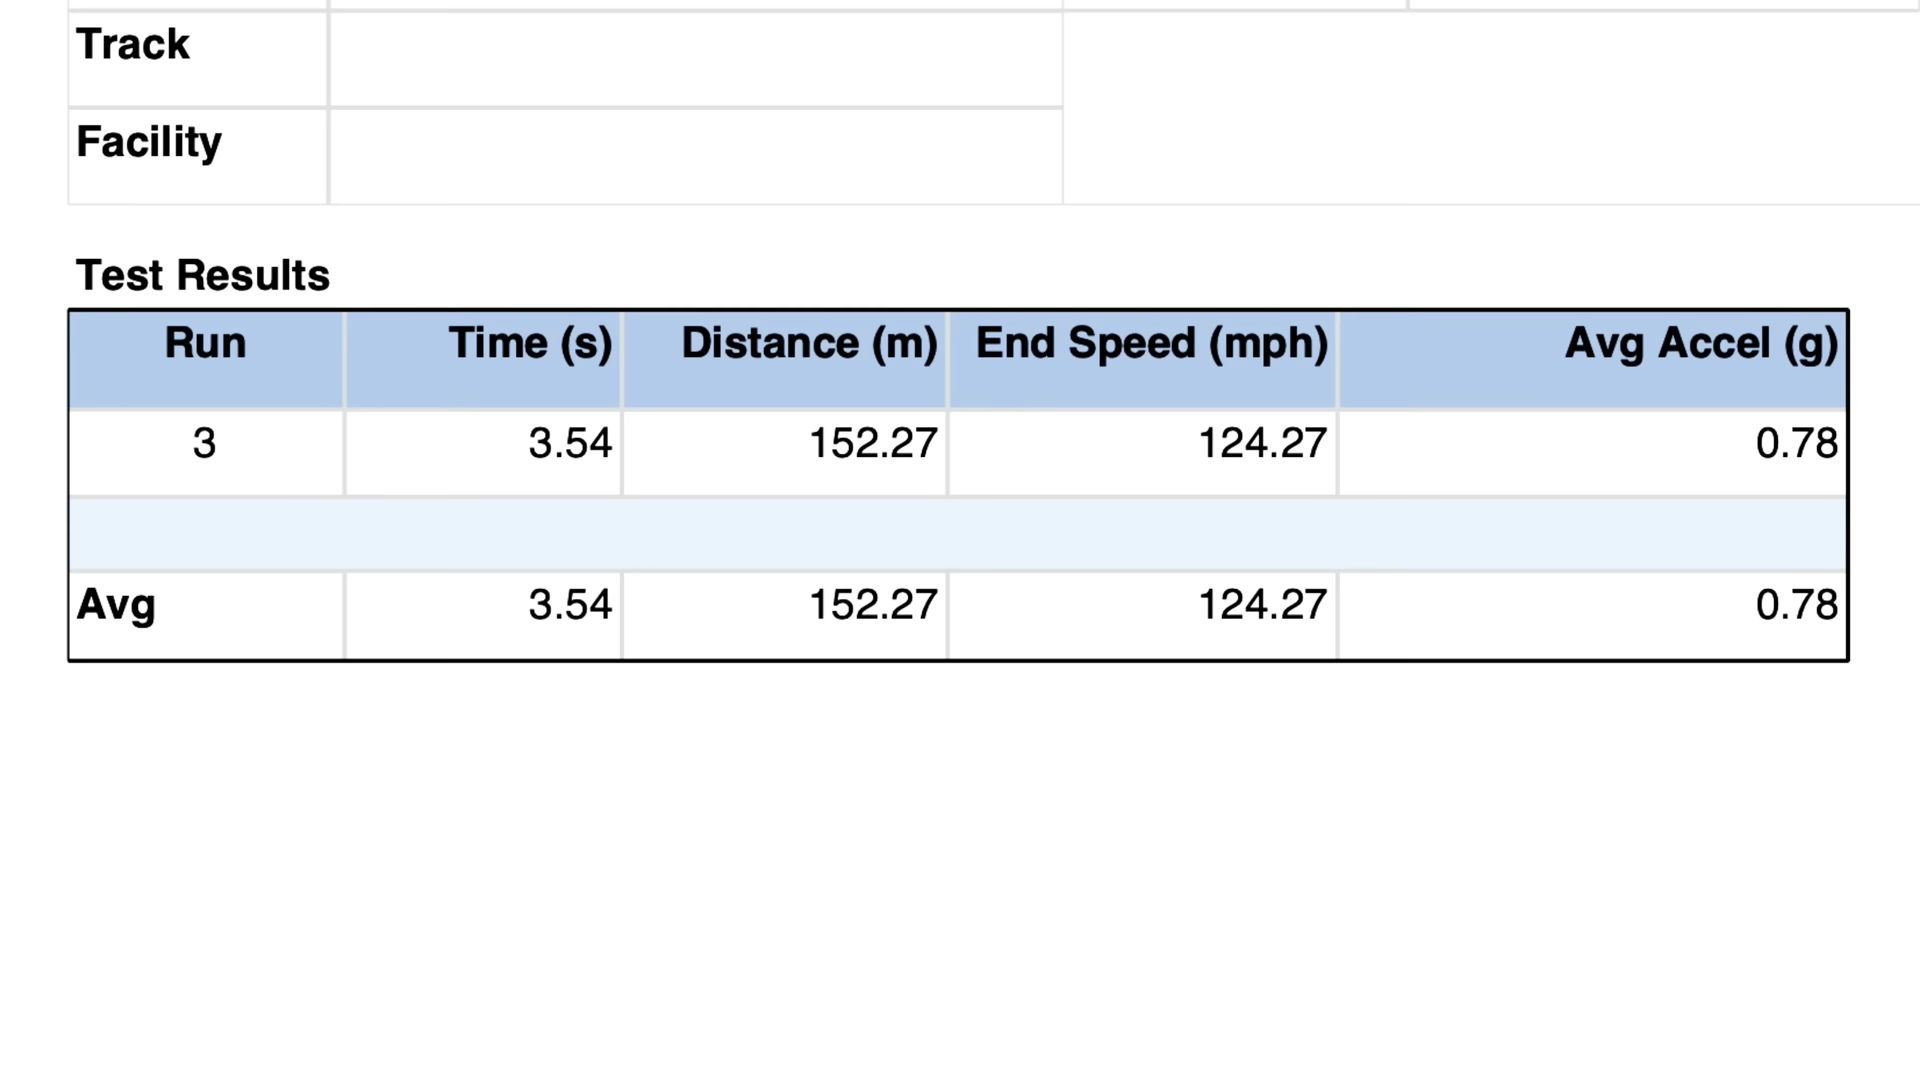 Track
Facility
Test Results
Run Time (s) Distance (m) End Speed (mph) Avg Accel (g)
3 3.54 152.27 124.27 0.78
Avg 3.54 152.27 124.27 0.78